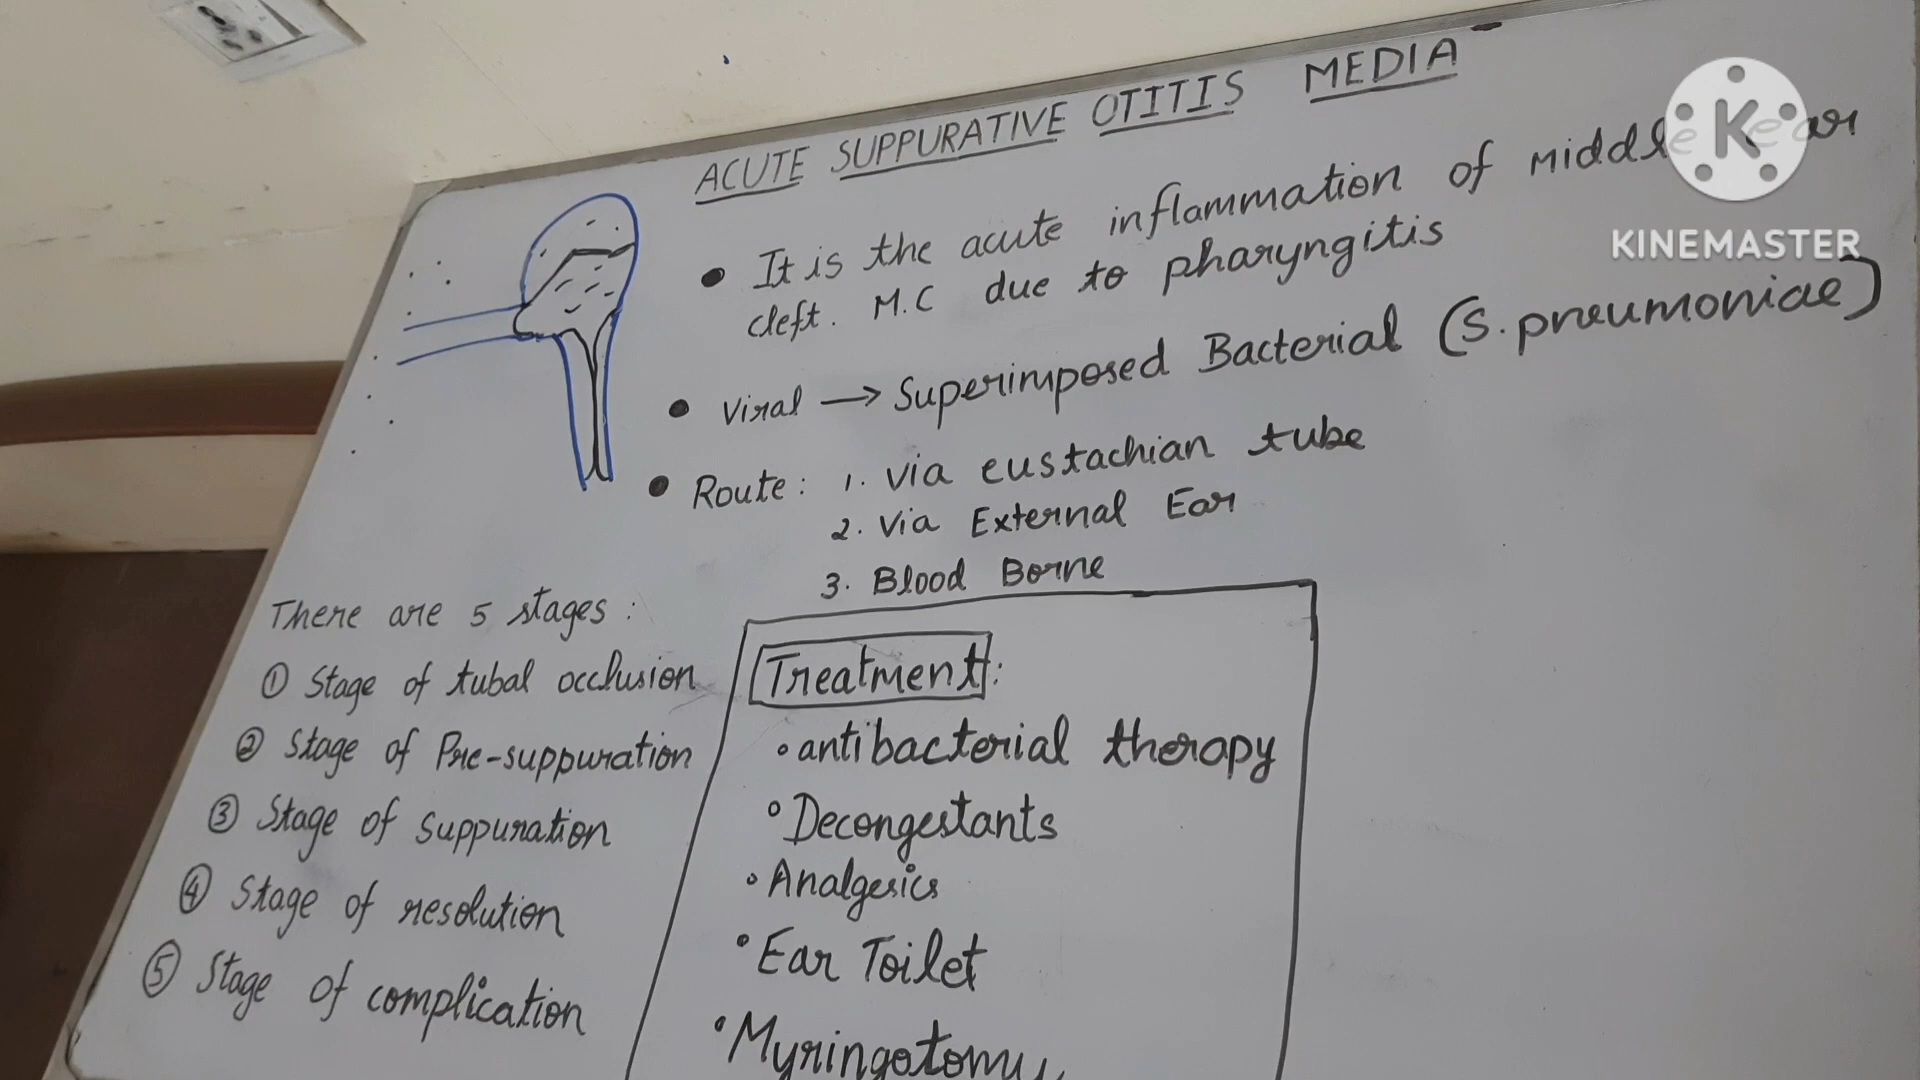 ACUTE SUPPURATIVE OTITIS MEDIA
• It is the acute inflammation of middle ear
cleft. M.C due to pharyngitis
• Viral → Superimposed Bacterial (S. pneumoniae)
• Route: 1. via eustachian tube
2. via External Ear
3. Blood Borne
There are 5 stages:
① Stage of tubal occlusion
② Stage of Pre-suppuration
③ Stage of suppuration
④ Stage of resolution
⑤ Stage of complication
Treatment:
• antibacterial therapy
• Decongestants
• Analgesics
• Ear Toilet
• Myringotomy
K
KINEMASTER